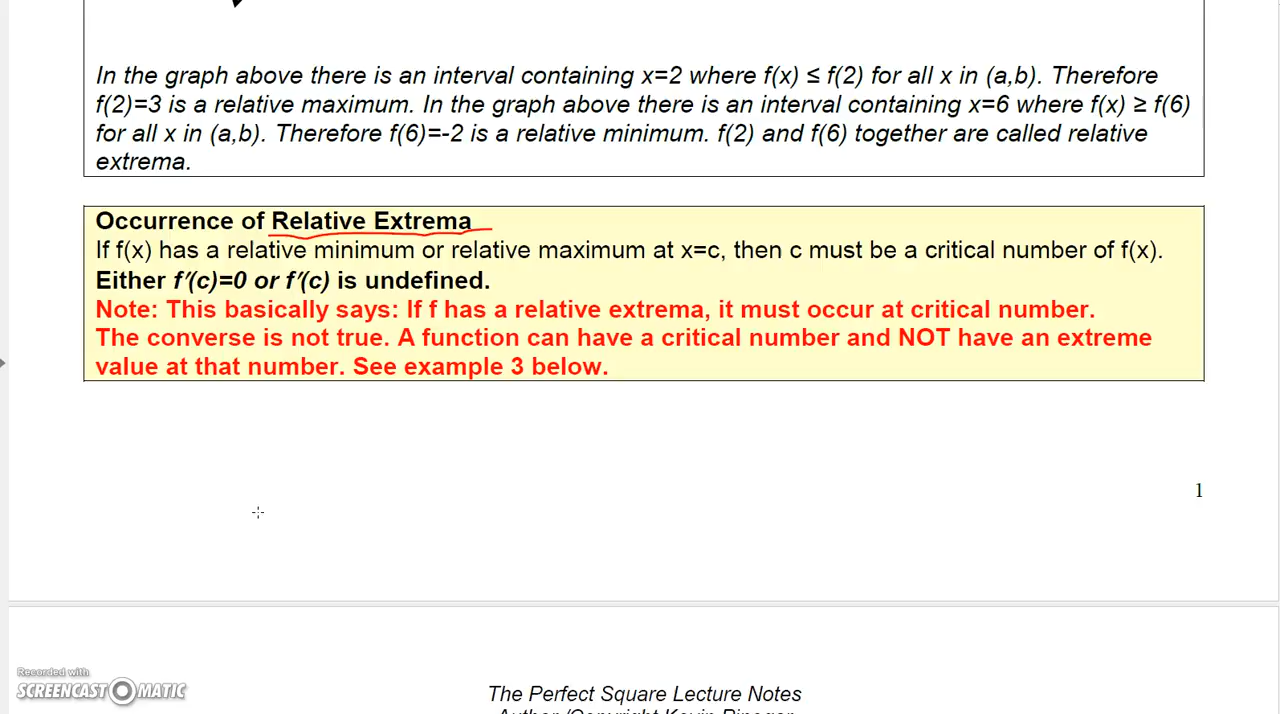 In the graph above there is an interval containing x=2 where f(x) ≤ f(2) for all x in (a,b). Therefore
f(2)=3 is a relative maximum. In the graph above there is an interval containing x=6 where f(x) ≥ f(6)
for all x in (a,b). Therefore f(6)=-2 is a relative minimum. f(2) and f(6) together are called relative
extrema.
Occurrence of Relative Extrema
If f(x) has a relative minimum or relative maximum at x=c, then c must be a critical number of f(x).
Either f′(c)=0 or f′(c) is undefined.
Note: This basically says: If f has a relative extrema, it must occur at critical number.
The converse is not true. A function can have a critical number and NOT have an extreme
value at that number. See example 3 below.
1
Recorded with
SCREENCAST MATIC
The Perfect Square Lecture Notes